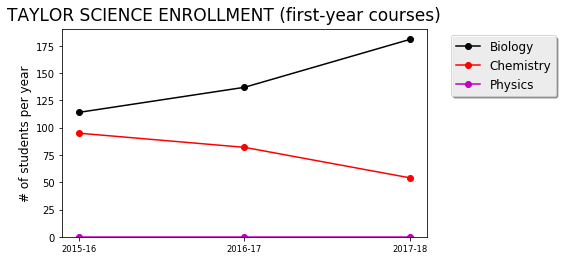 TAYLOR SCIENCE ENROLLMENT (first-year courses)
# of students per year
175
150
125
100
75
50
25
0
2015-16
2016-17
2017-18
Biology
Chemistry
Physics